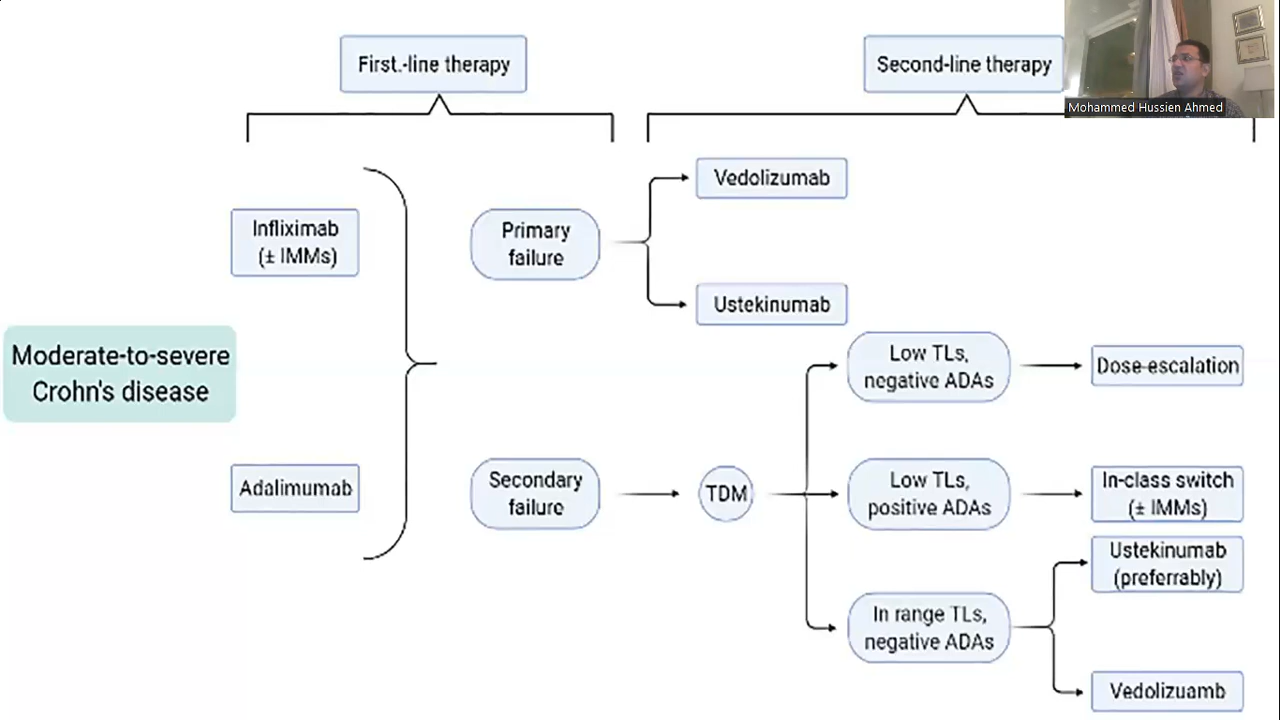 First.-line therapy
Second-line therapy
Mohammed Hussien Ahmed
Vedolizumab
Infliximab
(± IMMs)
Primary
failure
Ustekinumab
Moderate-to-severe
Crohn's disease
Low TLs,
negative ADAs
Dose-escalation
Adalimumab
Secondary
failure
TDM
Low TLs,
positive ADAs
In-class switch
(± IMMs)
Ustekinumab
(preferrably)
In range TLs,
negative ADAs
Vedolizuamb